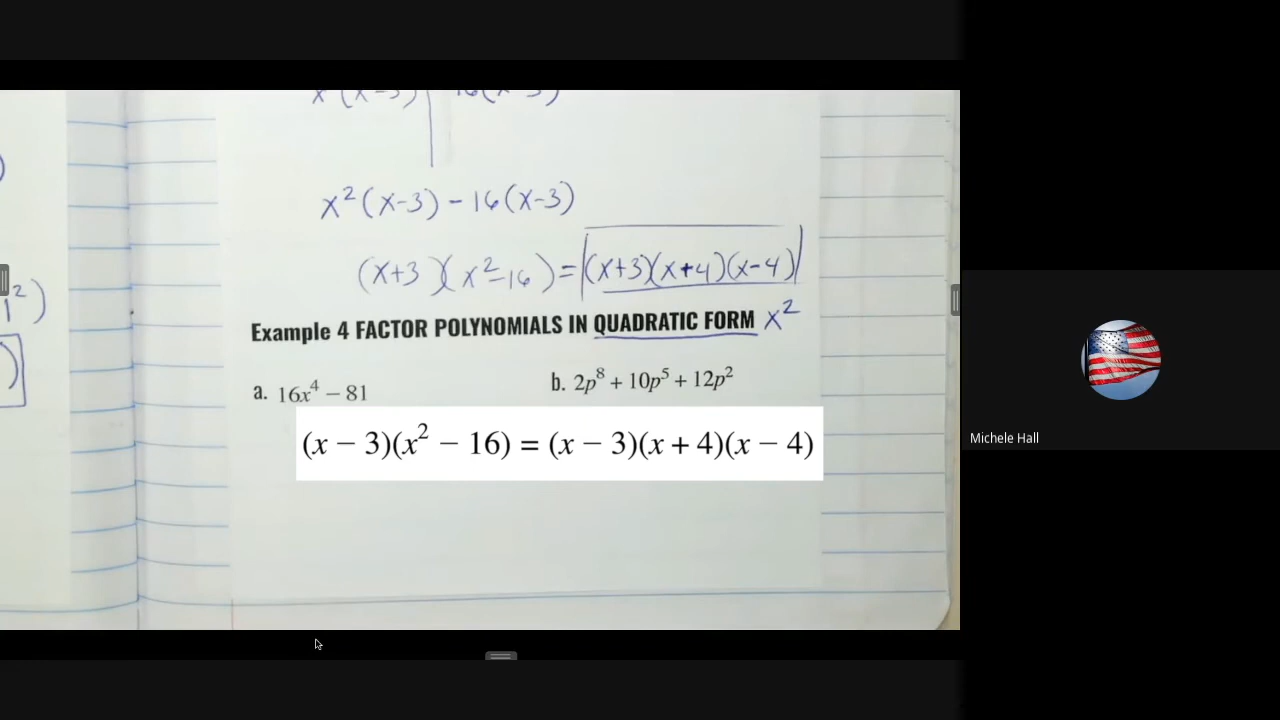 x²(x-3) - 16(x-3)
(x+3)(x²-16) = (x+3)(x+4)(x-4)
Example 4 FACTOR POLYNOMIALS IN QUADRATIC FORM x²
a. 16x⁴ − 81 b. 2p⁸ + 10p⁵ + 12p²
(x − 3)(x² − 16) = (x − 3)(x + 4)(x − 4)
Michele Hall